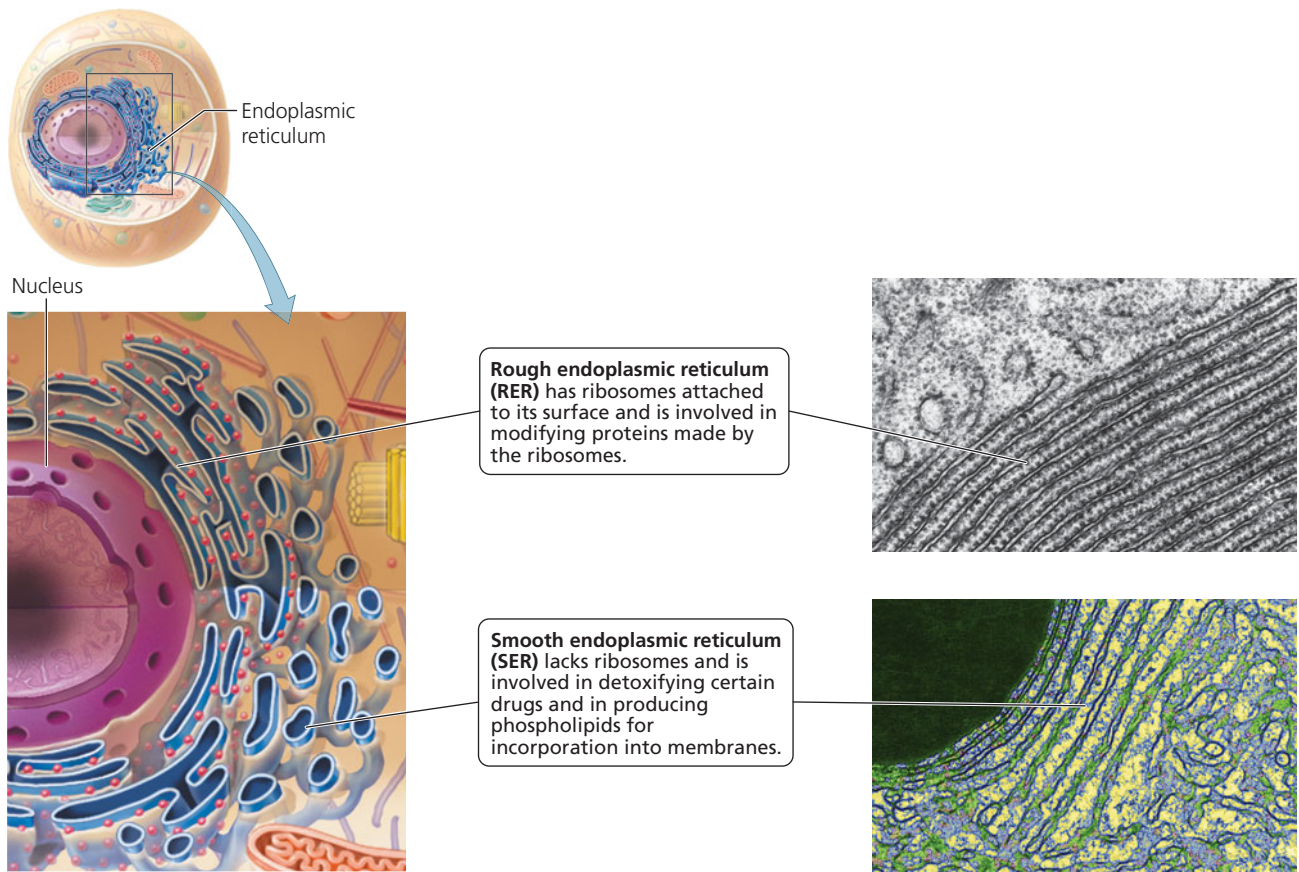 Endoplasmic
reticulum
Nucleus
Rough endoplasmic reticulum
(RER) has ribosomes attached
to its surface and is involved in
modifying proteins made by
the ribosomes.
Smooth endoplasmic reticulum
(SER) lacks ribosomes and is
involved in detoxifying certain
drugs and in producing
phospholipids for
incorporation into membranes.